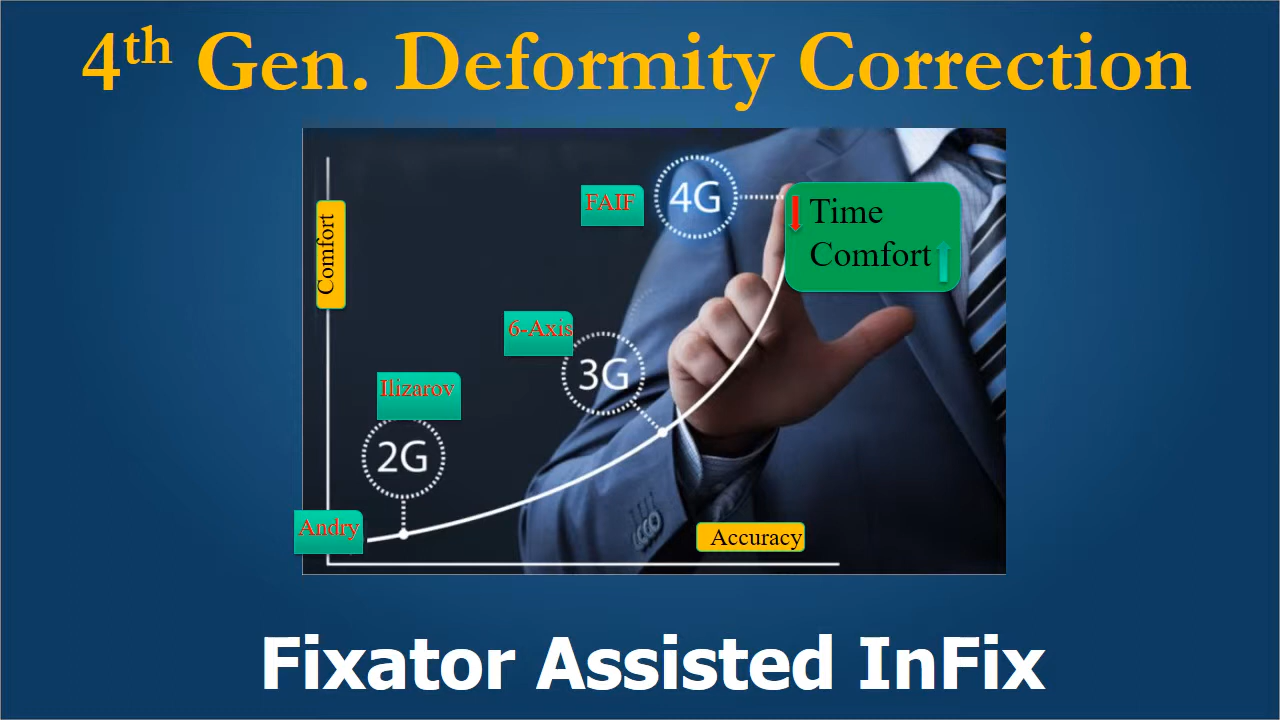 4th Gen. Deformity Correction
FAIF
4G
Time
Comfort
Comfort
6-Axis
3G
Ilizarov
2G
Andry
Accuracy
Fixator Assisted InFix